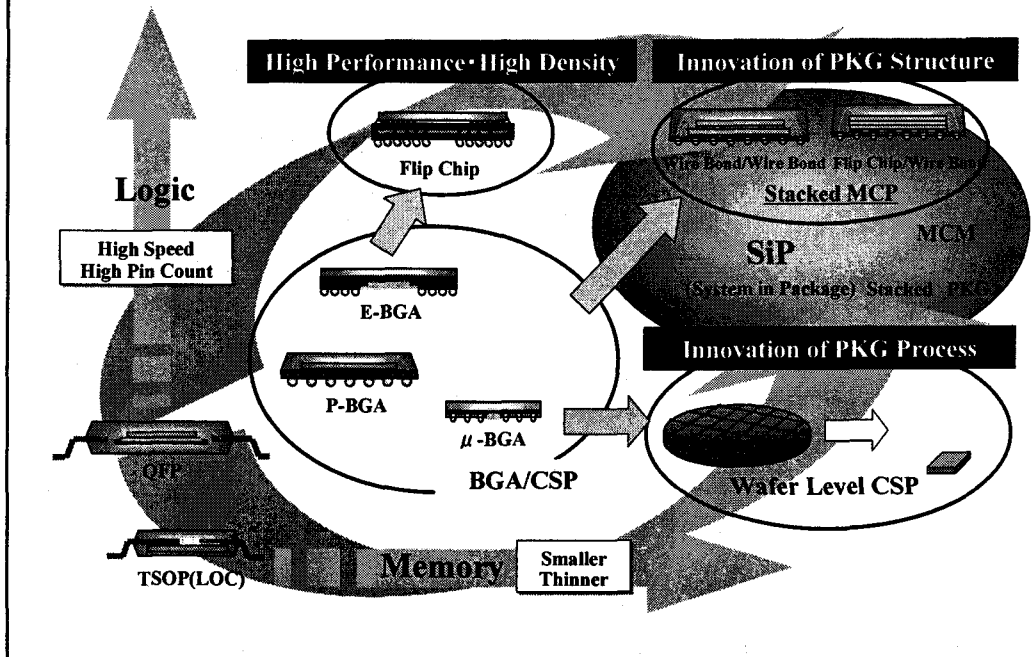 High Performance・High Density
Innovation of PKG Structure
Flip Chip
Wire Bond/Wire Bond
Flip Chip/Wire Bond
Stacked MCP
Logic
High Speed
High Pin Count
SiP
MCM
(System in Package)
Stacked PKG
E-BGA
Innovation of PKG Process
P-BGA
μ-BGA
BGA/CSP
QFP
Wafer Level CSP
TSOP(LOC)
Memory
Smaller
Thinner